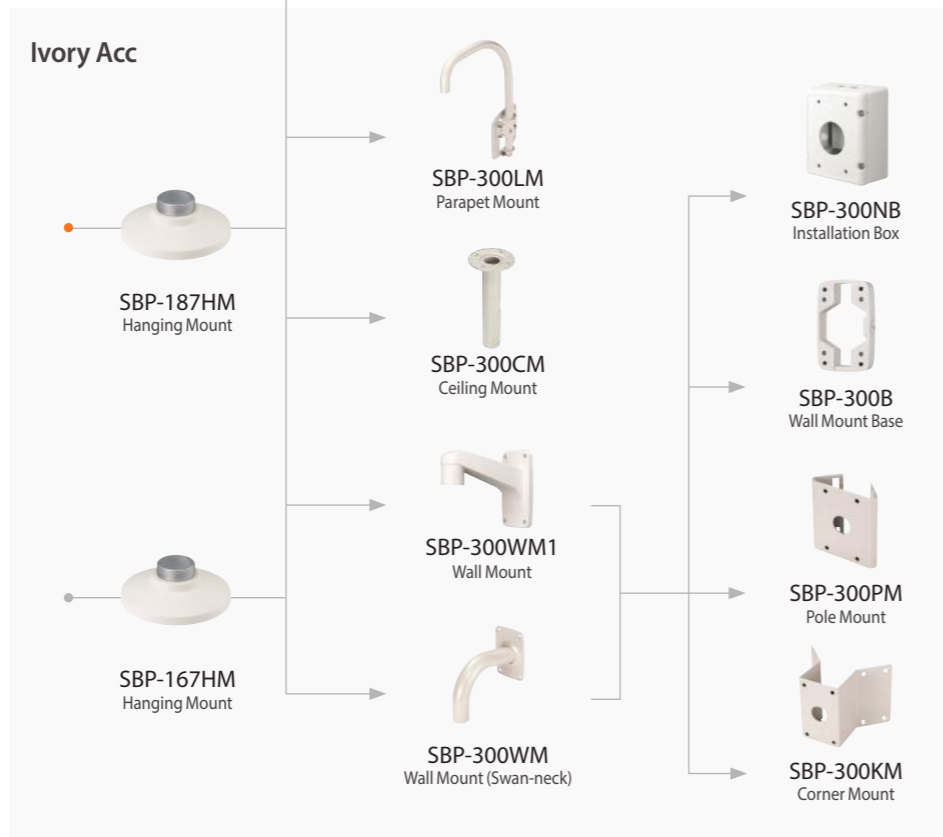 Ivory Acc
SBP-187HM
Hanging Mount
SBP-167HM
Hanging Mount
SBP-300LM
Parapet Mount
SBP-300CM
Ceiling Mount
SBP-300WM1
Wall Mount
SBP-300WM
Wall Mount (Swan-neck)
SBP-300NB
Installation Box
SBP-300B
Wall Mount Base
SBP-300PM
Pole Mount
SBP-300KM
Corner Mount